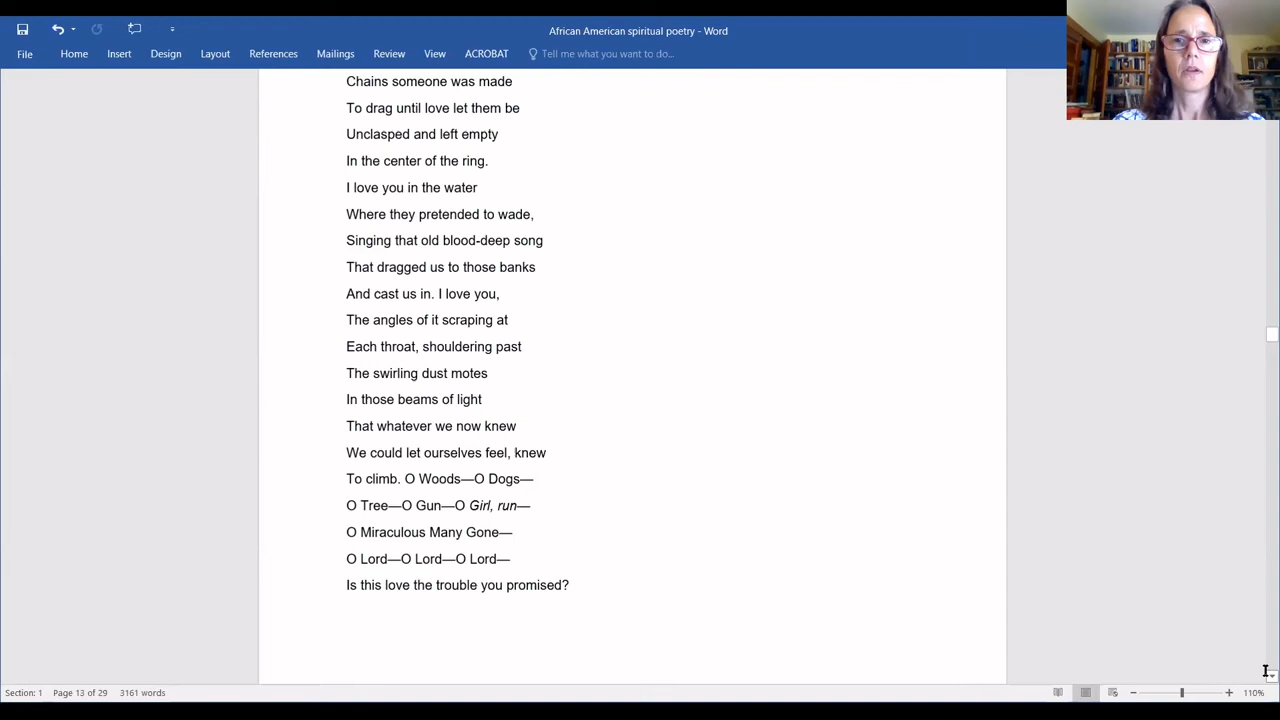 African American spiritual poetry - Word
File Home Insert Design Layout References Mailings Review View ACROBAT Tell me what you want to do...
Chains someone was made
To drag until love let them be
Unclasped and left empty
In the center of the ring.
I love you in the water
Where they pretended to wade,
Singing that old blood-deep song
That dragged us to those banks
And cast us in. I love you,
The angles of it scraping at
Each throat, shouldering past
The swirling dust motes
In those beams of light
That whatever we now knew
We could let ourselves feel, knew
To climb. O Woods—O Dogs—
O Tree—O Gun—O Girl, run—
O Miraculous Many Gone—
O Lord—O Lord—O Lord—
Is this love the trouble you promised?
Section: 1 Page 13 of 29 3161 words 110%